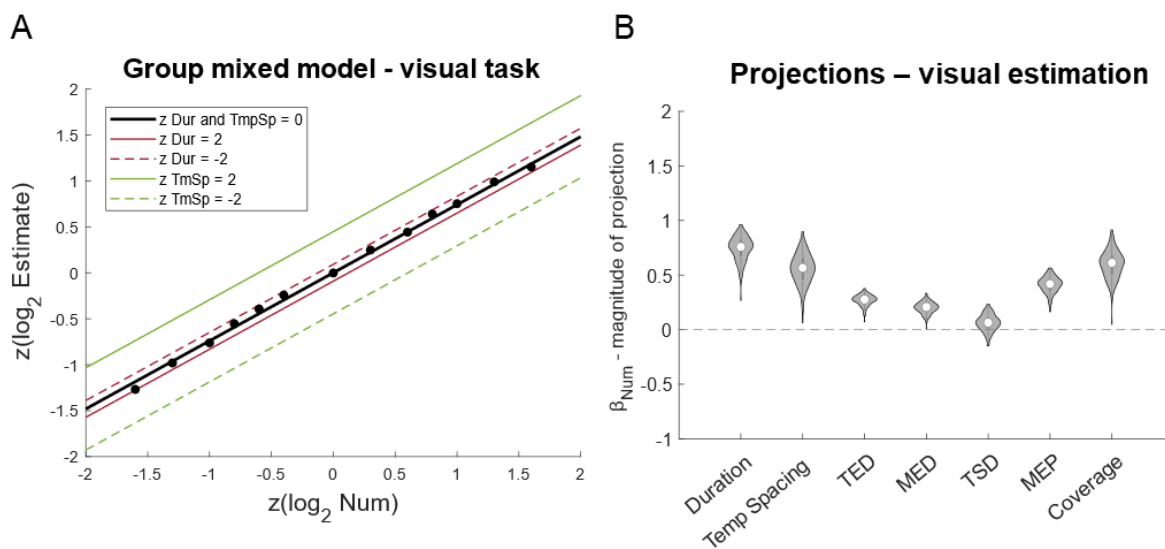 A
Group mixed model - visual task
z(log2 Estimate)
2
1.5
1
0.5
0
-0.5
-1
-1.5
-2
z Dur and TmpSp = 0
z Dur = 2
z Dur = -2
z TmSp = 2
z TmSp = -2
-2
-1.5
-1
-0.5
0
0.5
1
1.5
2
z(log2 Num)
B
Projections – visual estimation
βNum - magnitude of projection
2
1.5
1
0.5
0
-0.5
-1
Duration
Temp Spacing
TED
MED
TSD
MEP
Coverage